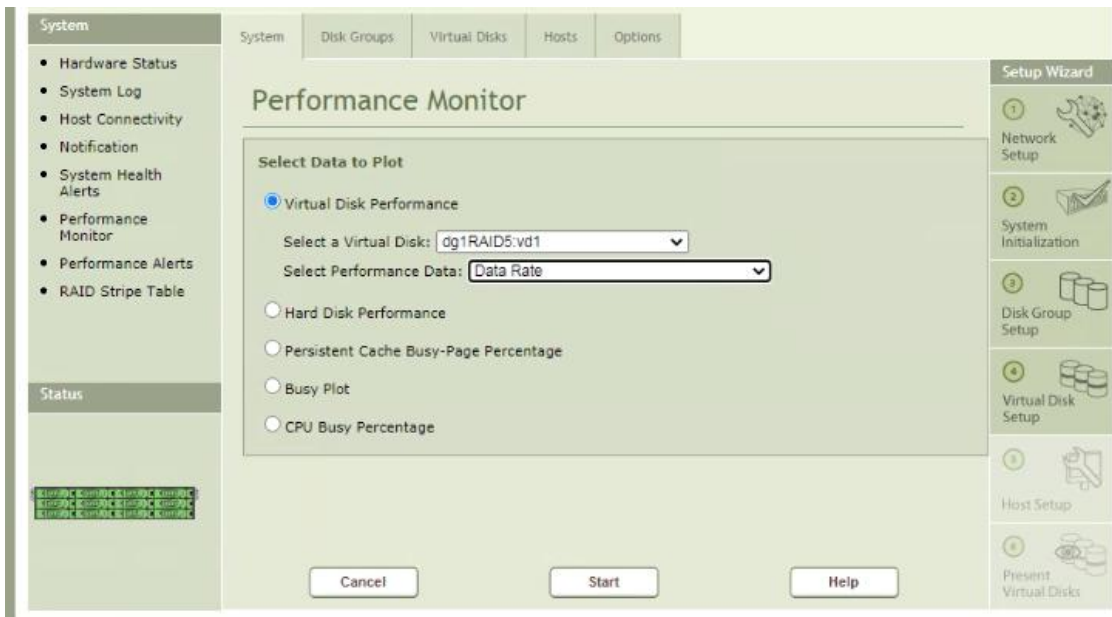 System
Hardware Status
System Log
Host Connectivity
Notification
System Health
Alerts
Performance
Monitor
Performance Alerts
RAID Stripe Table
Status
System
Disk Groups
Virtual Disks
Hosts
Options
Performance Monitor
Select Data to Plot
Virtual Disk Performance
Select a Virtual Disk: dg1RAID5:vd1
Select Performance Data: Data Rate
Hard Disk Performance
Persistent Cache Busy-Page Percentage
Busy Plot
CPU Busy Percentage
Cancel
Start
Help
Setup Wizard
1
Network
Setup
2
System
Initialization
3
Disk Group
Setup
4
Virtual Disk
Setup
5
Host Setup
6
Present
Virtual Disks